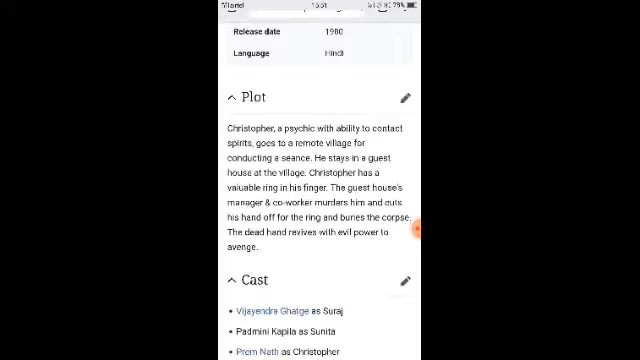 airtel
15:51
78%
Release date 1980
Language Hindi
Plot
Christopher, a psychic with ability to contact
spirits, goes to a remote village for
conducting a seance. He stays in a guest
house at the village. Christopher has a
valuable ring in his finger. The guest house's
manager & co-worker murders him and cuts
his hand off for the ring and buries the corpse.
The dead hand revives with evil power to
avenge.
Cast
• Vijayendra Ghatge as Suraj
• Padmini Kapila as Sunita
• Prem Nath as Christopher